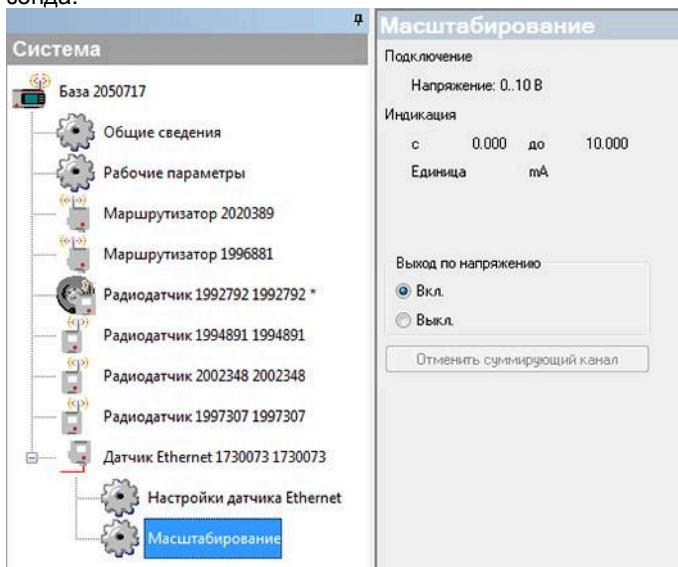 зонда.
Система
База 2050717
Общие сведения
Рабочие параметры
Маршрутизатор 2020389
Маршрутизатор 1996881
Радиодатчик 1992792 1992792 *
Радиодатчик 1994891 1994891
Радиодатчик 2002348 2002348
Радиодатчик 1997307 1997307
Датчик Ethernet 1730073 1730073
Настройки датчика Ethernet
Масштабирование
Масштабирование
Подключение
Напряжение: 0..10 В
Индикация
с 0.000 до 10.000
Единица mA
Выход по напряжению
Вкл.
Выкл.
Отменить суммирующий канал